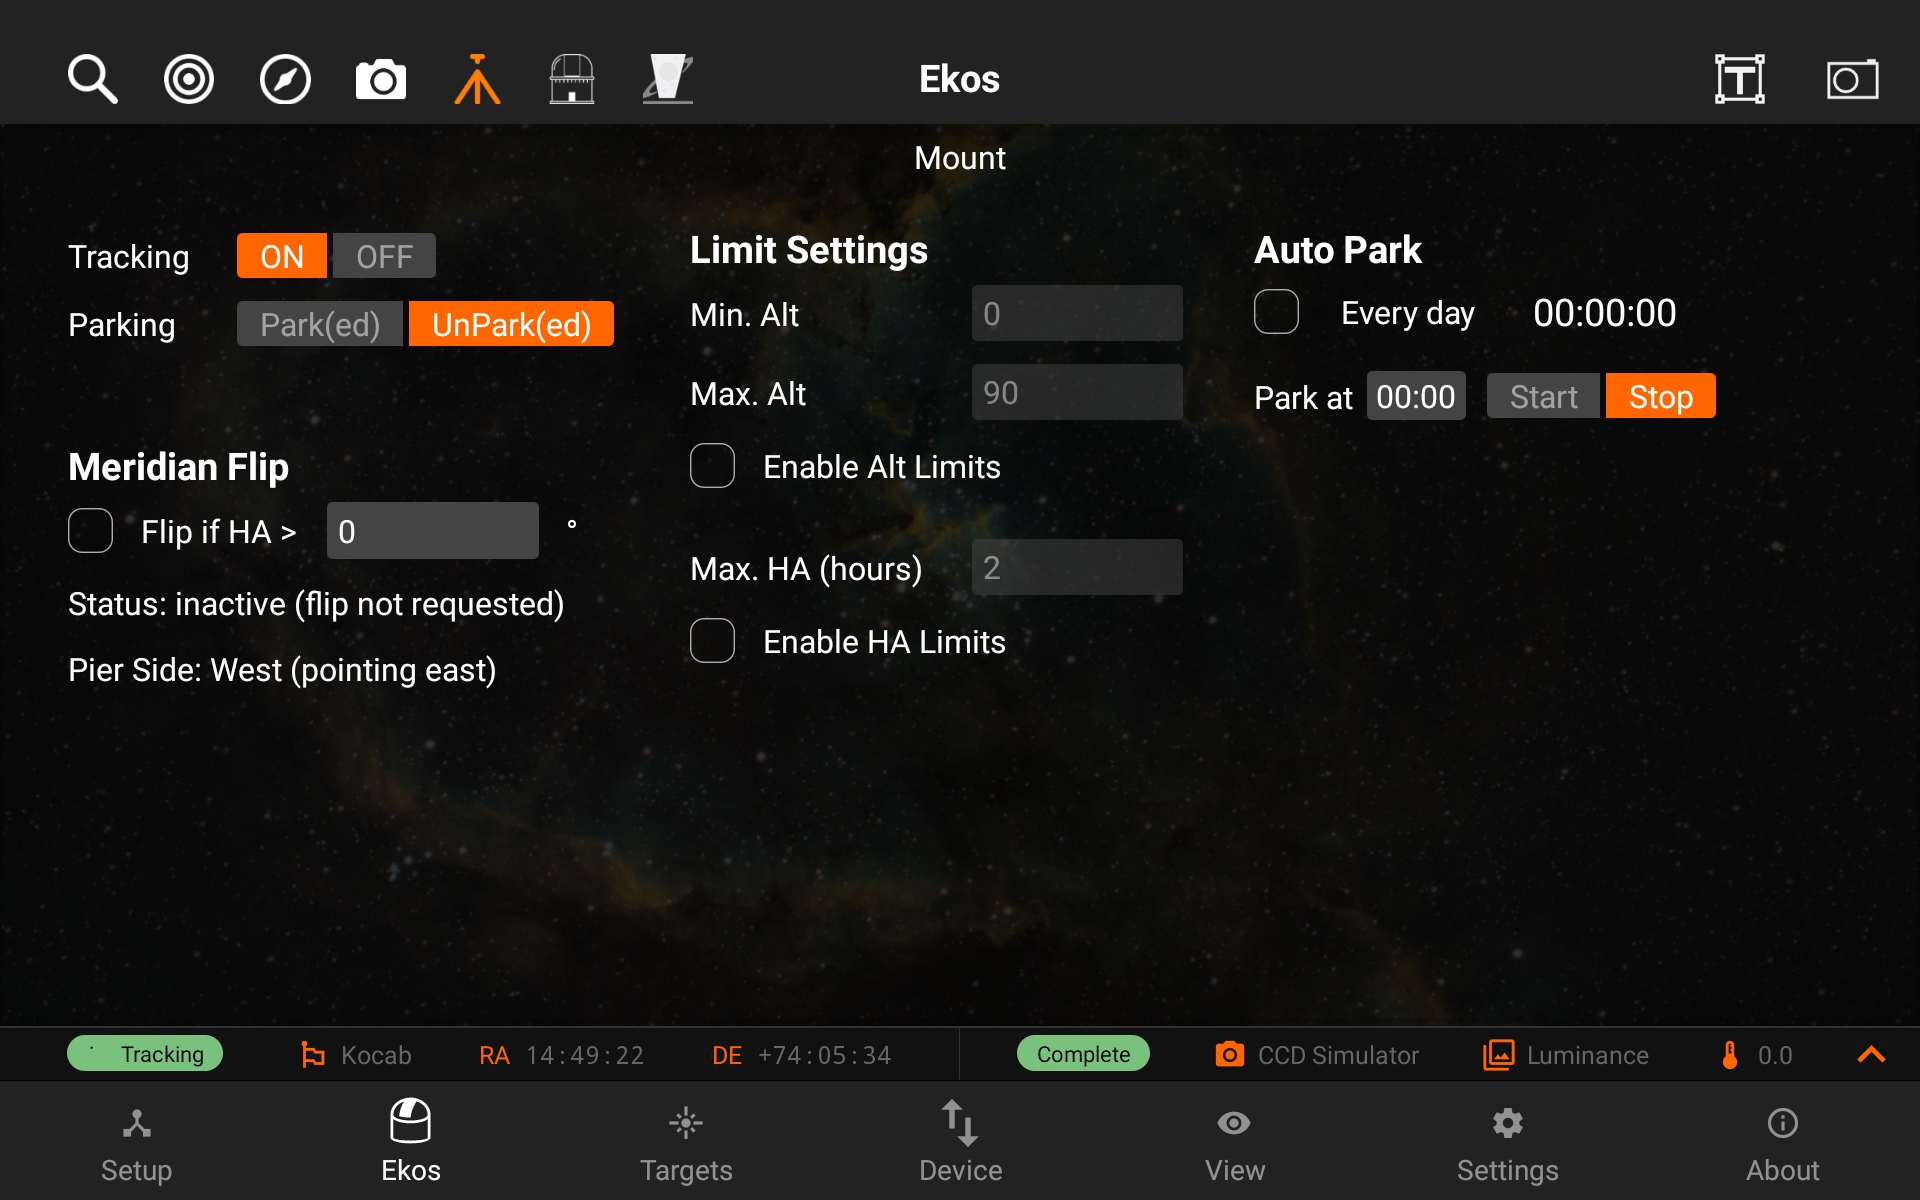 Ekos
Mount
Tracking ON OFF
Parking Park(ed) UnPark(ed)
Meridian Flip
Flip if HA > 0 °
Status: inactive (flip not requested)
Pier Side: West (pointing east)
Limit Settings
Min. Alt 0
Max. Alt 90
Enable Alt Limits
Max. HA (hours) 2
Enable HA Limits
Auto Park
Every day 00:00:00
Park at 00:00 Start Stop
Tracking Kocab RA 14:49:22 DE +74:05:34 Complete CCD Simulator Luminance 0.0
Setup Ekos Targets Device View Settings About